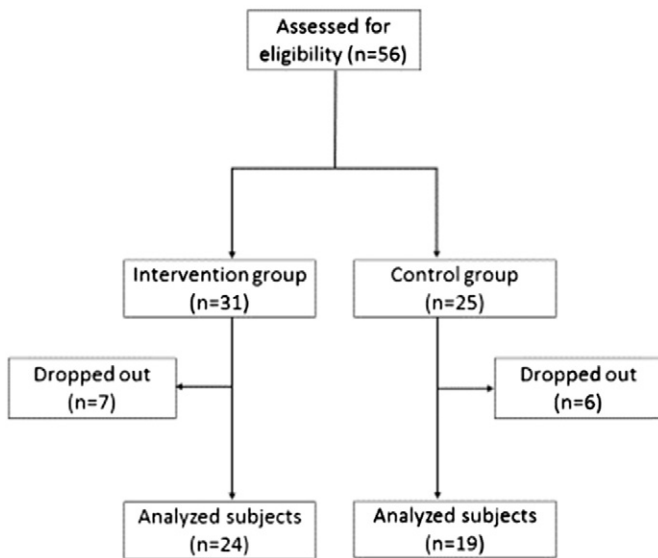 Assessed for
eligibility (n=56)
Intervention group
(n=31)
Control group
(n=25)
Dropped out
(n=7)
Dropped out
(n=6)
Analyzed subjects
(n=24)
Analyzed subjects
(n=19)